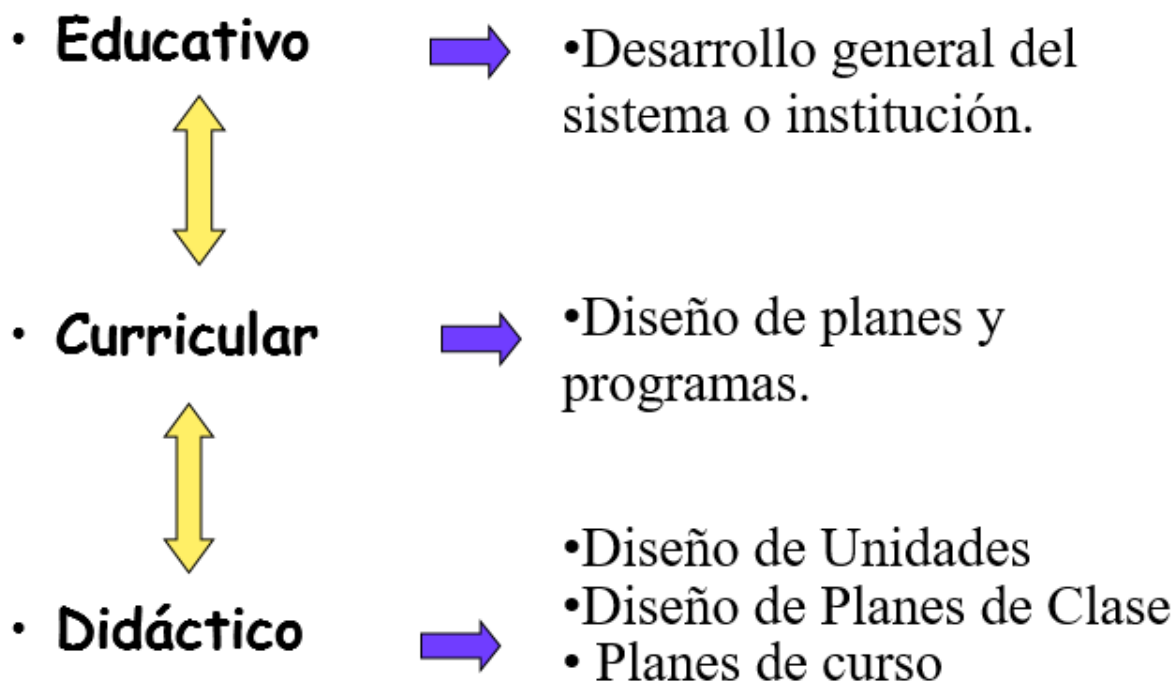 • Educativo
•Desarrollo general del
sistema o institución.
• Curricular
•Diseño de planes y
programas.
• Didáctico
•Diseño de Unidades
•Diseño de Planes de Clase
• Planes de curso